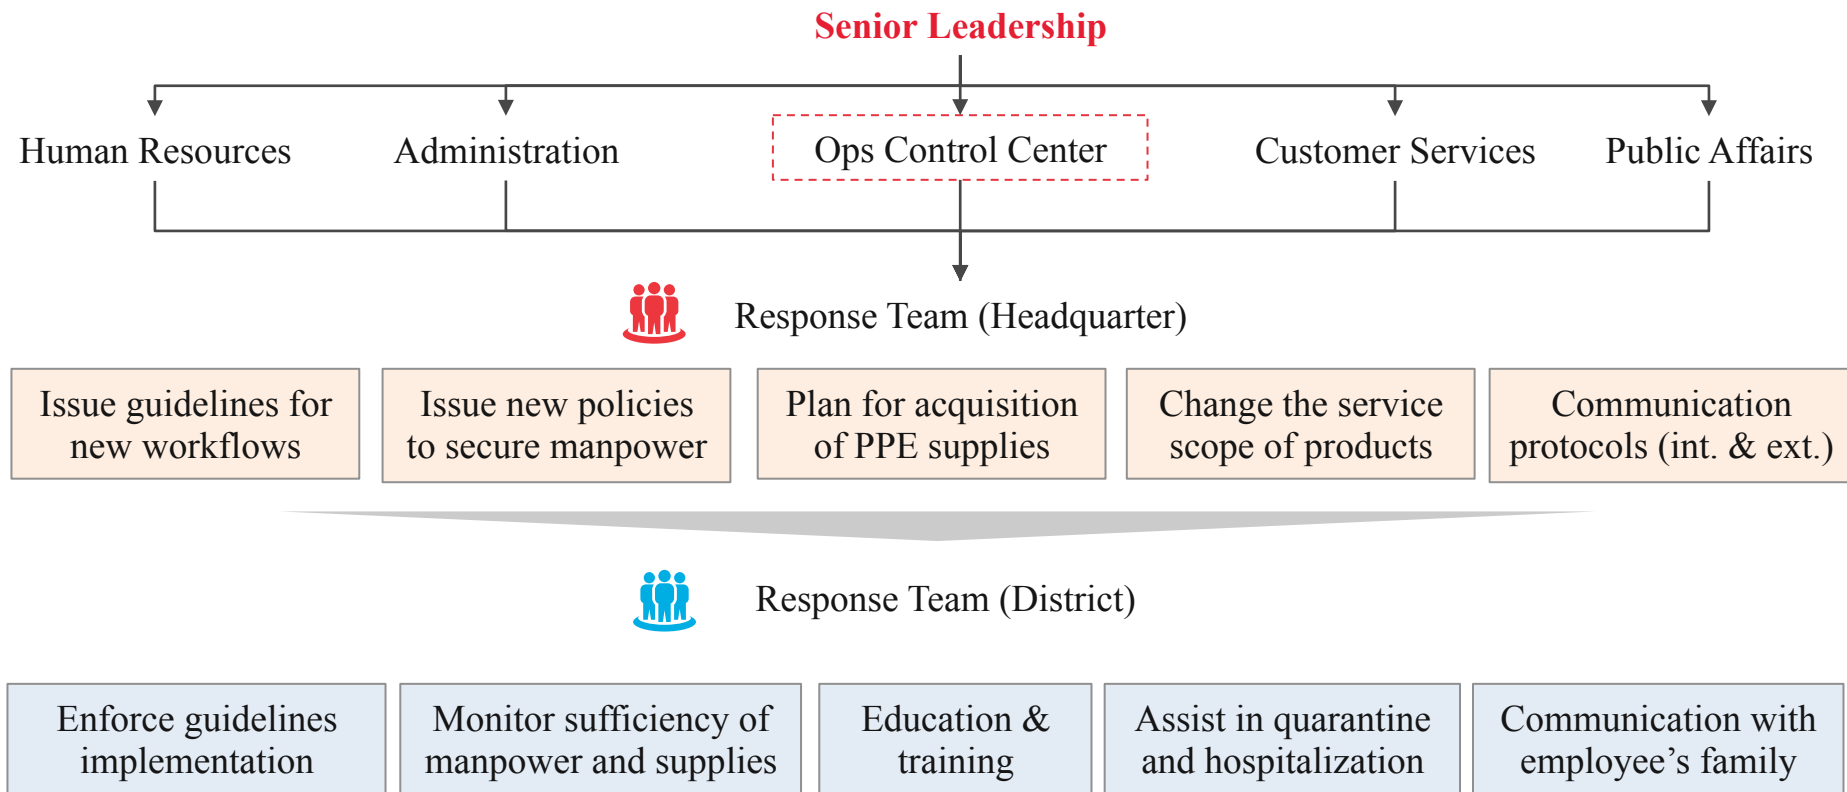 Senior Leadership
Human Resources
Administration
Ops Control Center
Customer Services
Public Affairs
Response Team (Headquarter)
Issue guidelines for
new workflows
Issue new policies
to secure manpower
Plan for acquisition
of PPE supplies
Change the service
scope of products
Communication
protocols (int. & ext.)
Response Team (District)
Enforce guidelines
implementation
Monitor sufficiency of
manpower and supplies
Education &
training
Assist in quarantine
and hospitalization
Communication with
employee’s family